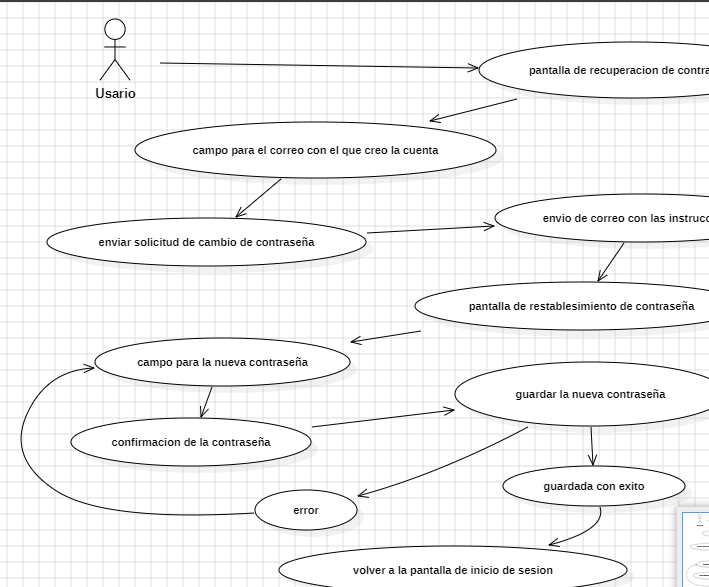 Usario
pantalla de recuperacion de contra
campo para el correo con el que creo la cuenta
enviar solicitud de cambio de contraseña
envio de correo con las instrucc
pantalla de restablesimiento de contraseña
campo para la nueva contraseña
guardar la nueva contraseña
confirmacion de la contraseña
guardada con exito
error
volver a la pantalla de inicio de sesion